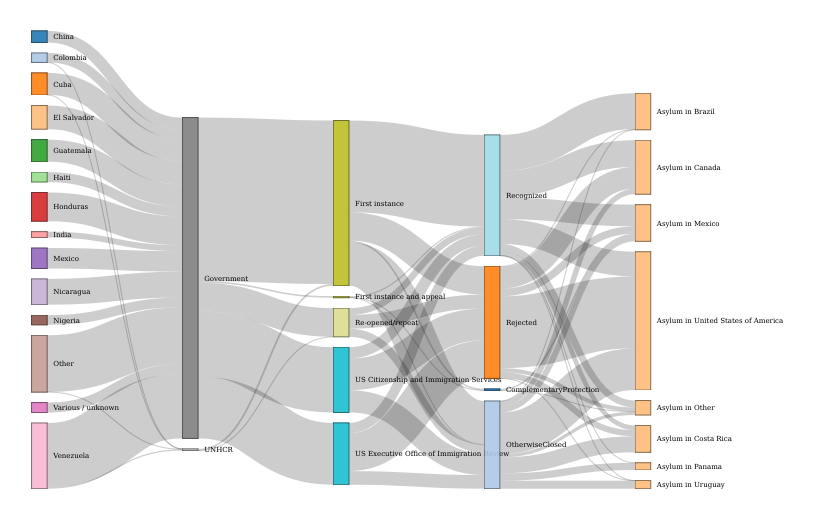 China
Colombia
Cuba
El Salvador
Guatemala
Haiti
Honduras
India
Mexico
Nicaragua
Nigeria
Other
Various / unknown
Venezuela
Government
UNHCR
First instance
First instance and appeal
Re-opened/repeat
US Citizenship and Immigration Services
US Executive Office of Immigration Review
Recognized
Rejected
ComplementaryProtection
OtherwiseClosed
Asylum in Brazil
Asylum in Canada
Asylum in Mexico
Asylum in United States of America
Asylum in Other
Asylum in Costa Rica
Asylum in Panama
Asylum in Uruguay